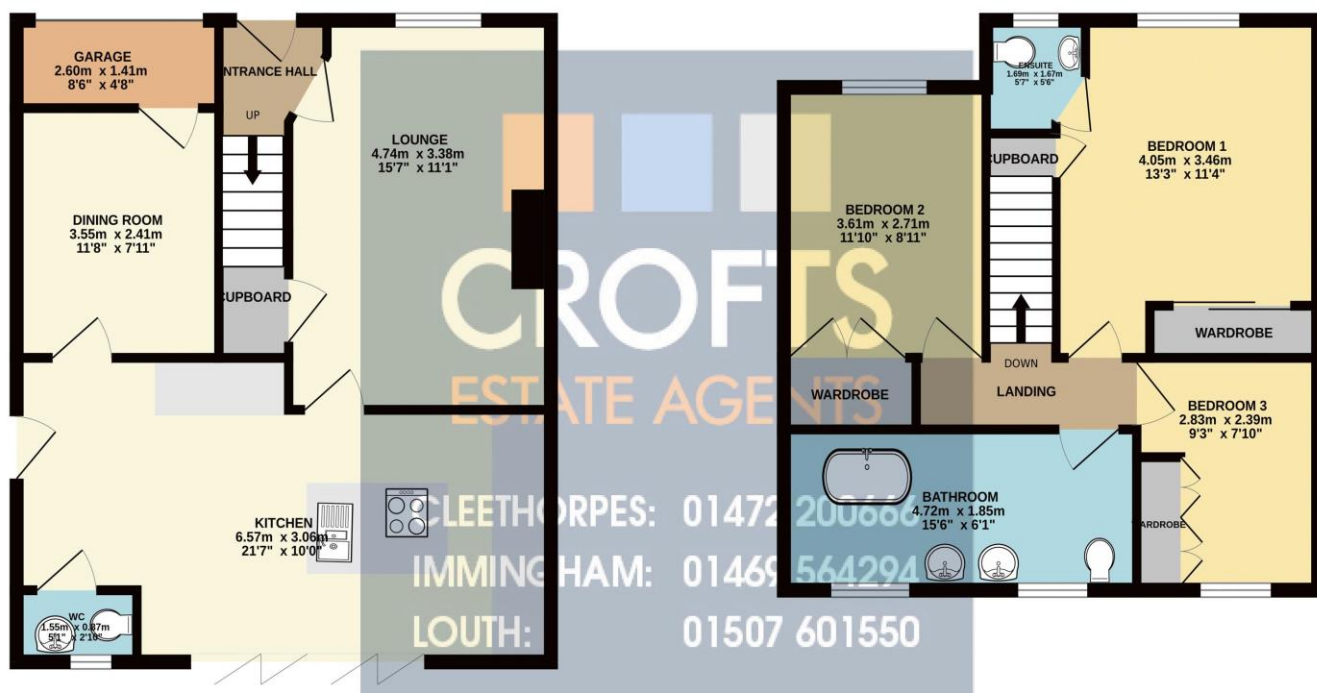 GARAGE
2.60m x 1.41m
8'6" x 4'8"
NTRANCE HALL
UP
LOUNGE
4.74m x 3.38m
15'7" x 11'1"
DINING ROOM
3.55m x 2.41m
11'8" x 7'11"
CUPBOARD
KITCHEN
6.57m x 3.06m
21'7" x 10'0"
WC
1.55m x 0.87m
5'1" x 2'10"
ENSUITE
1.69m x 1.67m
5'7" x 5'6"
CUPBOARD
BEDROOM 1
4.05m x 3.46m
13'3" x 11'4"
BEDROOM 2
3.61m x 2.71m
11'10" x 8'11"
WARDROBE
DOWN
LANDING
WARDROBE
BEDROOM 3
2.83m x 2.39m
9'3" x 7'10"
BATHROOM
4.72m x 1.85m
15'6" x 6'1"
ARDROBE
CROFTS
ESTATE AGENTS
CLEETHORPES: 01472 200666
IMMINGHAM: 01469 564294
LOUTH: 01507 601550